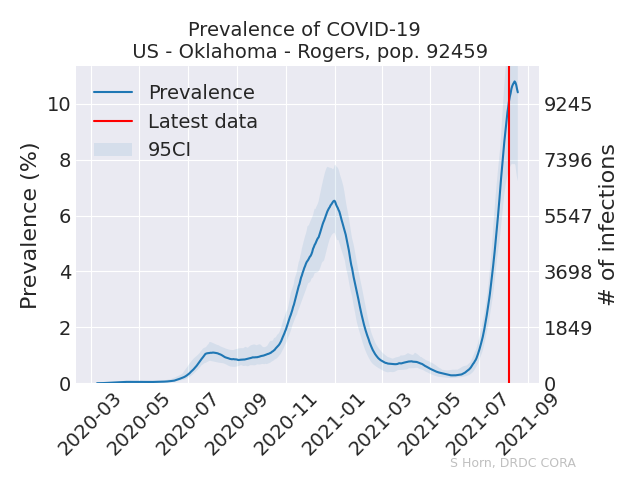 Prevalence of COVID-19
US - Oklahoma - Rogers, pop. 92459
Prevalence
Latest data
95CI
Prevalence (%)
10
8
6
4
2
0
9245
7396
5547
3698
1849
0
# of infections
2020-03
2020-05
2020-07
2020-09
2020-11
2021-01
2021-03
2021-05
2021-07
2021-09
S Horn, DRDC CORA